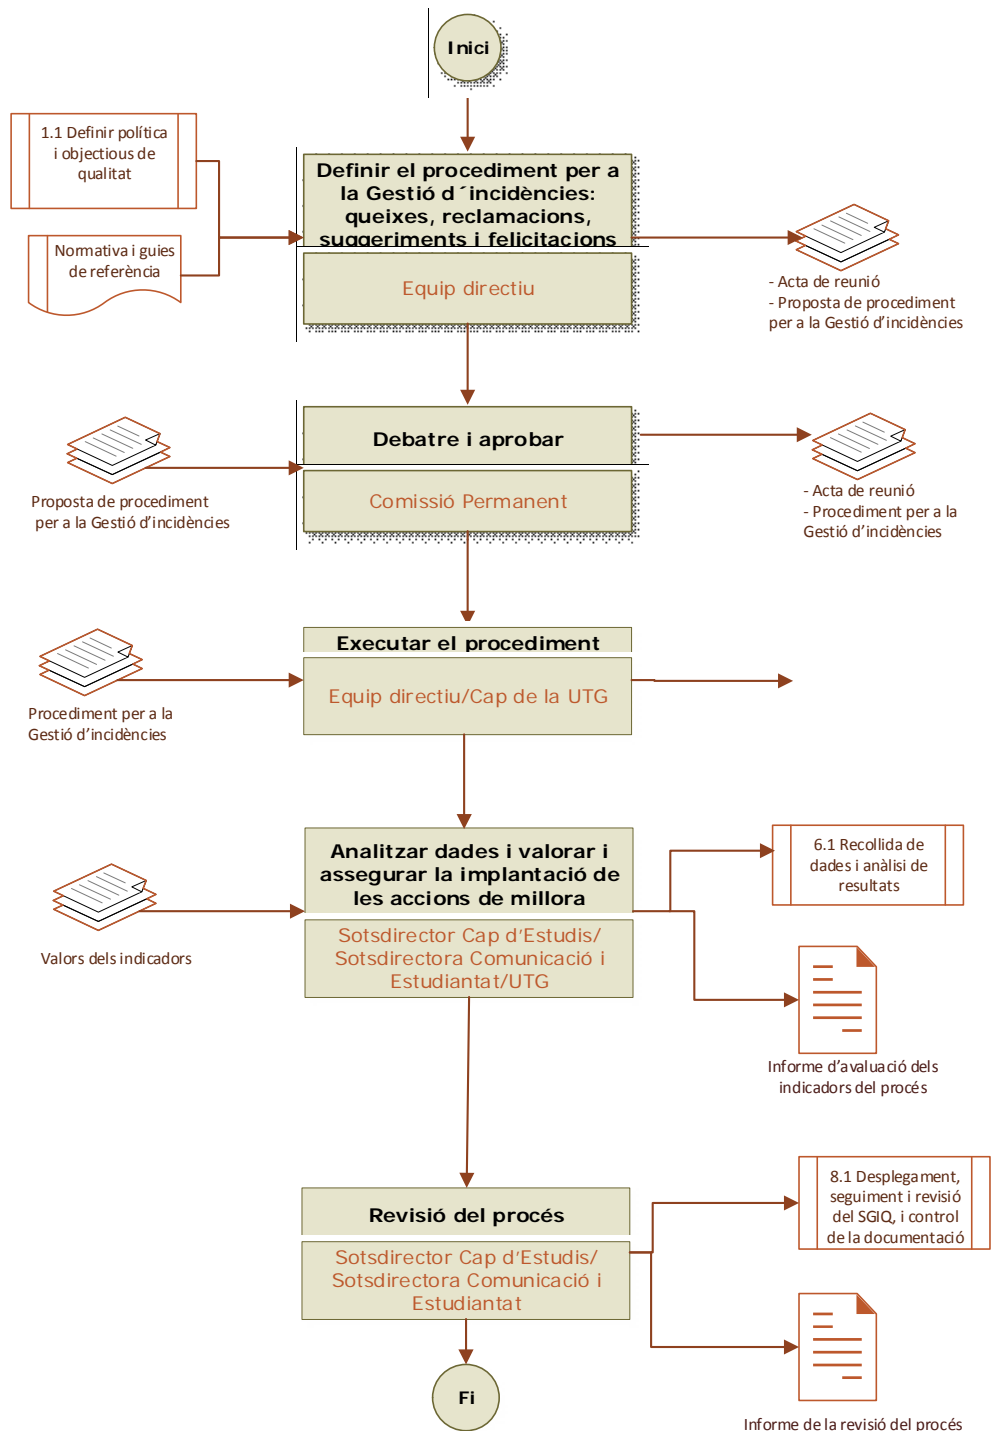 Inici
1.1 Definir política
i objectious de
qualitat
Normativa i guies
de referència
Definir el procediment per a
la Gestió d´incidències:
queixes, reclamacions,
suggeriments i felicitacions
Equip directiu
- Acta de reunió
- Proposta de procediment
per a la Gestió d’incidències
Debatre i aprobar
Comissió Permanent
Proposta de procediment
per a la Gestió d’incidències
- Acta de reunió
- Procediment per a la
Gestió d’incidències
Executar el procediment
Equip directiu/Cap de la UTG
Procediment per a la
Gestió d’incidències
Analitzar dades i valorar i
assegurar la implantació de
les accions de millora
Sotsdirector Cap d’Estudis/
Sotsdirectora Comunicació i
Estudiantat/UTG
Valors dels indicadors
6.1 Recollida de
dades i anàlisi de
resultats
Informe d’avaluació dels
indicadors del procés
Revisió del procés
Sotsdirector Cap d’Estudis/
Sotsdirectora Comunicació i
Estudiantat
8.1 Desplegament,
seguiment i revisió
del SGIQ, i control
de la documentació
Informe de la revisió del procés
Fi